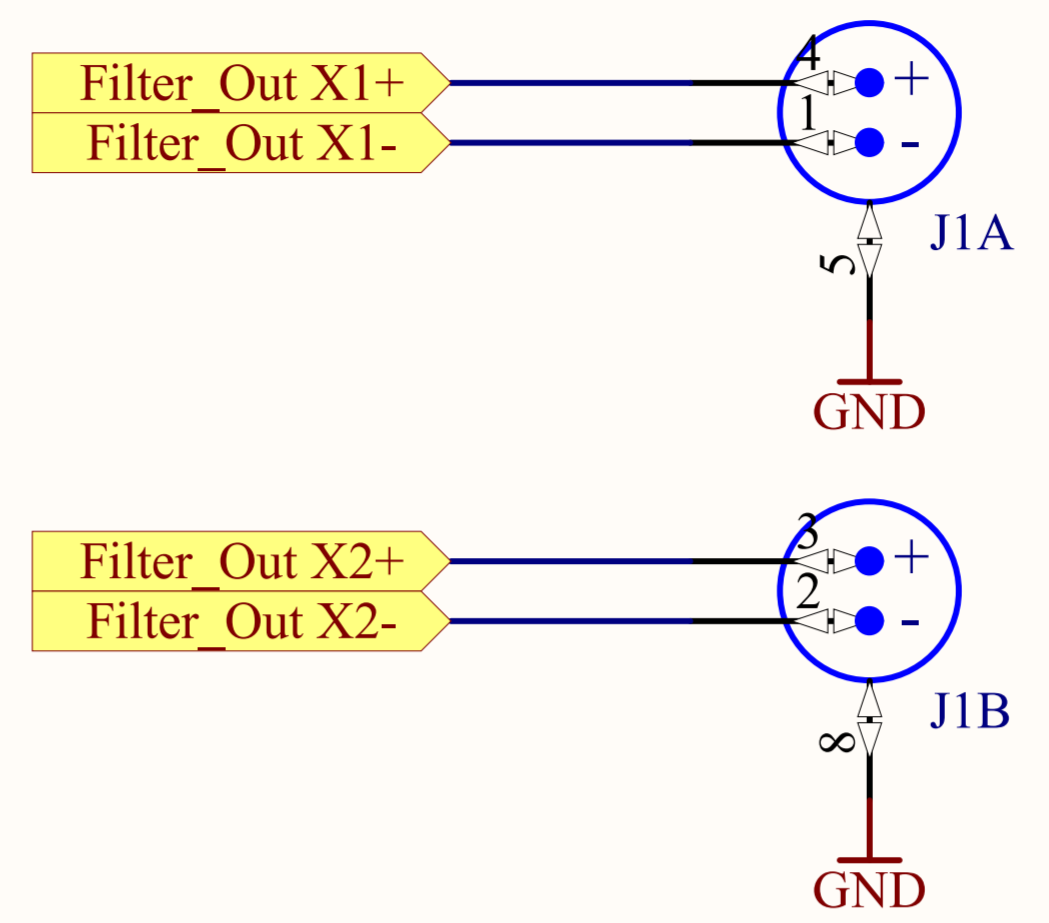 Filter_Out X1+
4
+
Filter_Out X1-
1
-
J1A
5
GND
Filter_Out X2+
3
+
Filter_Out X2-
2
-
J1B
8
GND